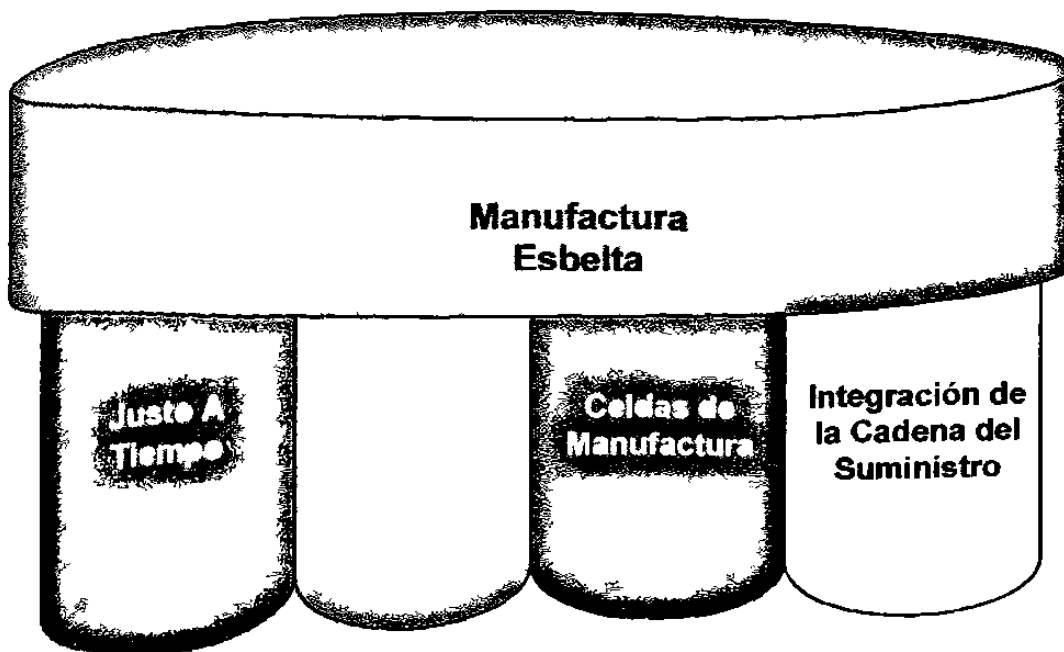 Manufactura
Esbelta
Justo A
Tiempo
Celdas de
Manufactura
Integración de
la Cadena del
Suministro